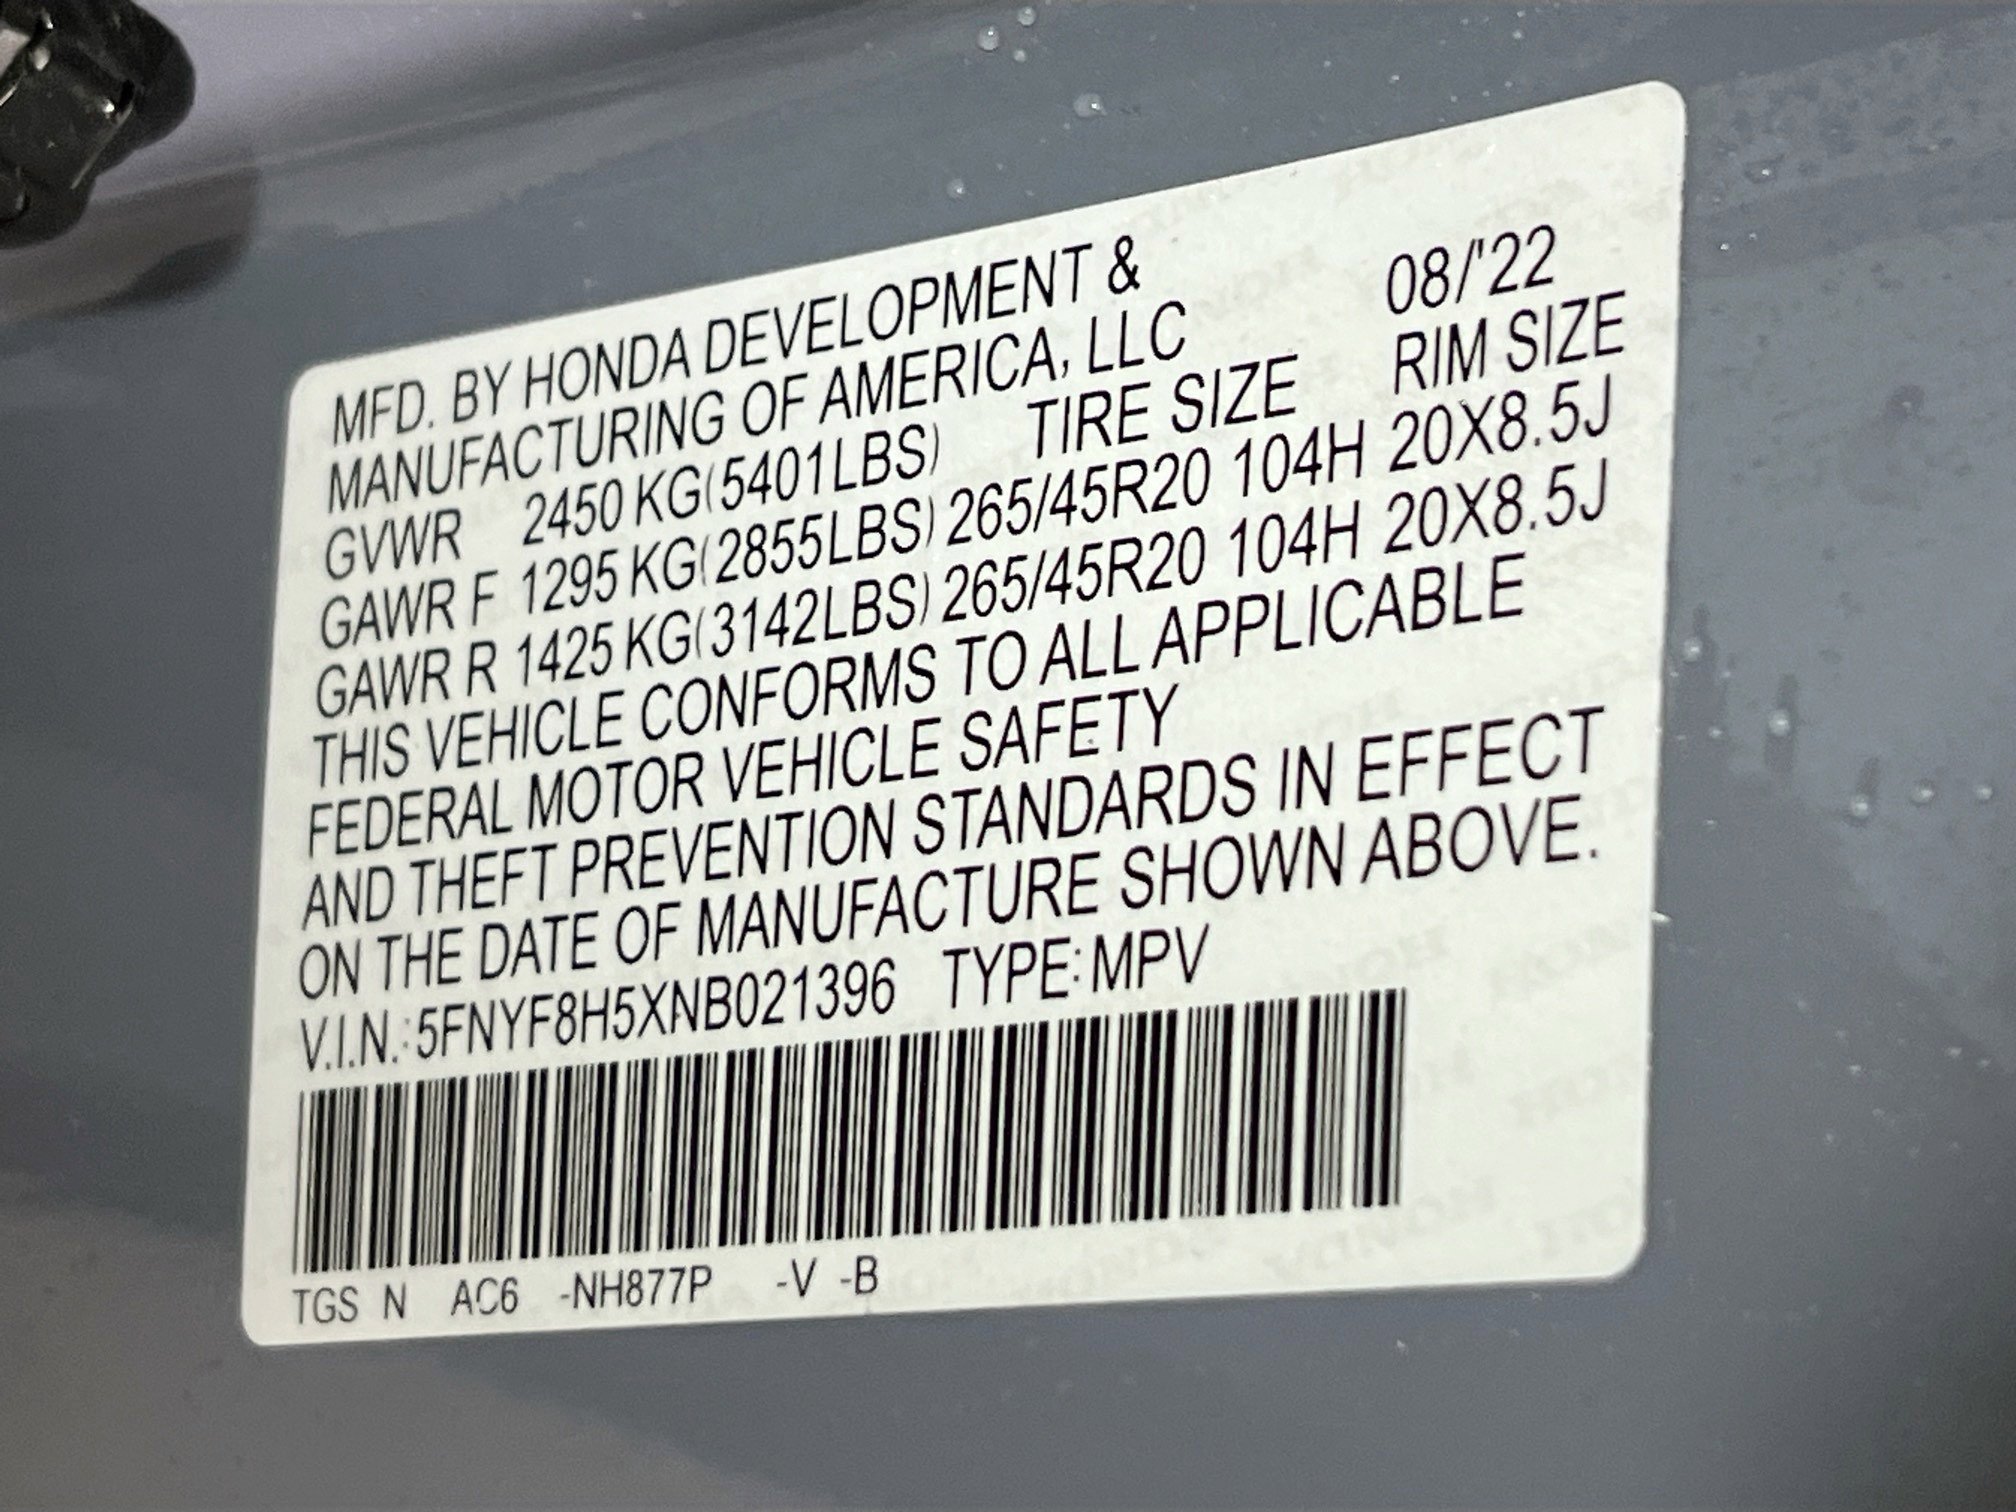 MFD. BY HONDA DEVELOPMENT & 08/'22
MANUFACTURING OF AMERICA, LLC
GVWR 2450 KG(5401LBS) TIRE SIZE RIM SIZE
GAWR F 1295 KG(2855LBS) 265/45R20 104H 20X8.5J
GAWR R 1425 KG(3142LBS) 265/45R20 104H 20X8.5J
THIS VEHICLE CONFORMS TO ALL APPLICABLE
FEDERAL MOTOR VEHICLE SAFETY
AND THEFT PREVENTION STANDARDS IN EFFECT
ON THE DATE OF MANUFACTURE SHOWN ABOVE.
V.I.N.:5FNYF8H5XNB021396 TYPE:MPV
TGS N AC6 -NH877P -V -B